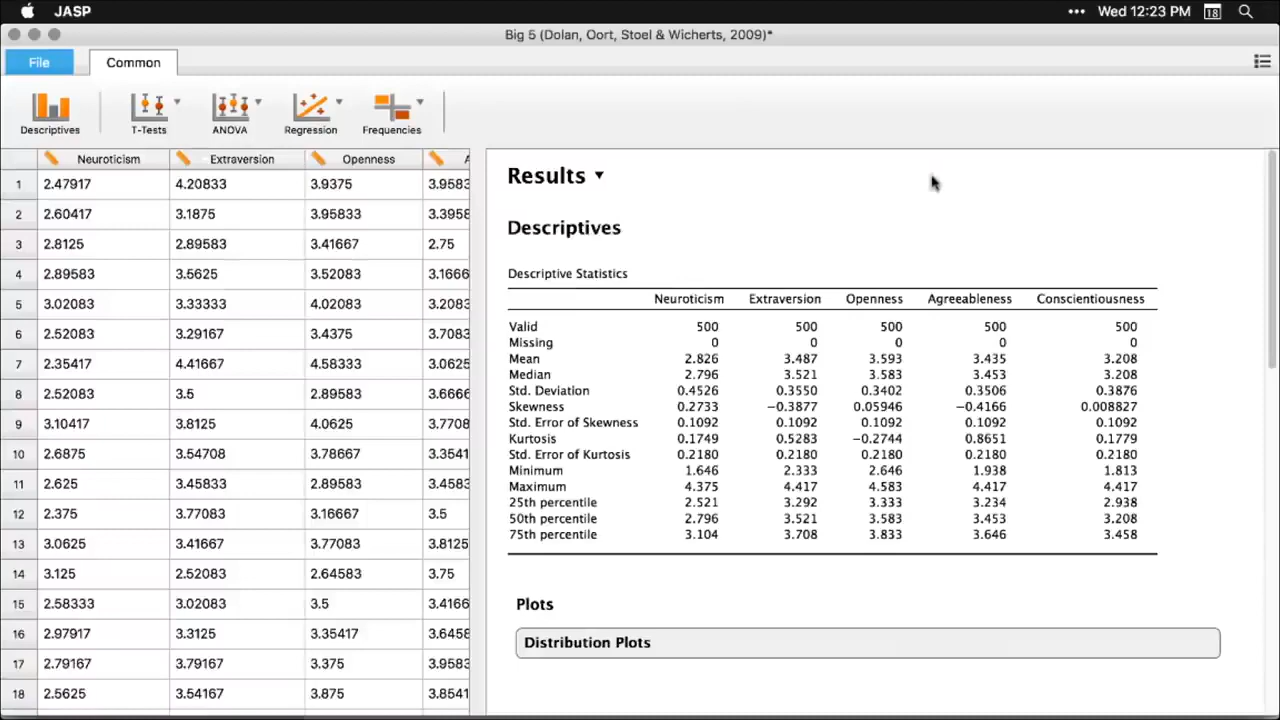 JASP ••• Wed 12:23 PM 18
Big 5 (Dolan, Oort, Stoel & Wicherts, 2009)*
File Common
Descriptives T-Tests ANOVA Regression Frequencies
Neuroticism Extraversion Openness A
1 2.47917 4.20833 3.9375 3.9583
2 2.60417 3.1875 3.95833 3.3958
3 2.8125 2.89583 3.41667 2.75
4 2.89583 3.5625 3.52083 3.1666
5 3.02083 3.33333 4.02083 3.2083
6 2.52083 3.29167 3.4375 3.7083
7 2.35417 4.41667 4.58333 3.0625
8 2.52083 3.5 2.89583 3.6666
9 3.10417 3.8125 4.0625 3.7708
10 2.6875 3.54708 3.78667 3.3541
11 2.625 3.45833 2.89583 3.4583
12 2.375 3.77083 3.16667 3.5
13 3.0625 3.41667 3.77083 3.8125
14 3.125 2.52083 2.64583 3.75
15 2.58333 3.02083 3.5 3.4166
16 2.97917 3.3125 3.35417 3.6458
17 2.79167 3.79167 3.375 3.9583
18 2.5625 3.54167 3.875 3.8541
Results ▼
Descriptives
Descriptive Statistics
Neuroticism Extraversion Openness Agreeableness Conscientiousness
Valid 500 500 500 500 500
Missing 0 0 0 0 0
Mean 2.826 3.487 3.593 3.435 3.208
Median 2.796 3.521 3.583 3.453 3.208
Std. Deviation 0.4526 0.3550 0.3402 0.3506 0.3876
Skewness 0.2733 −0.3877 0.05946 −0.4166 0.008827
Std. Error of Skewness 0.1092 0.1092 0.1092 0.1092 0.1092
Kurtosis 0.1749 0.5283 −0.2744 0.8651 0.1779
Std. Error of Kurtosis 0.2180 0.2180 0.2180 0.2180 0.2180
Minimum 1.646 2.333 2.646 1.938 1.813
Maximum 4.375 4.417 4.583 4.417 4.417
25th percentile 2.521 3.292 3.333 3.234 2.938
50th percentile 2.796 3.521 3.583 3.453 3.208
75th percentile 3.104 3.708 3.833 3.646 3.458
Plots
Distribution Plots